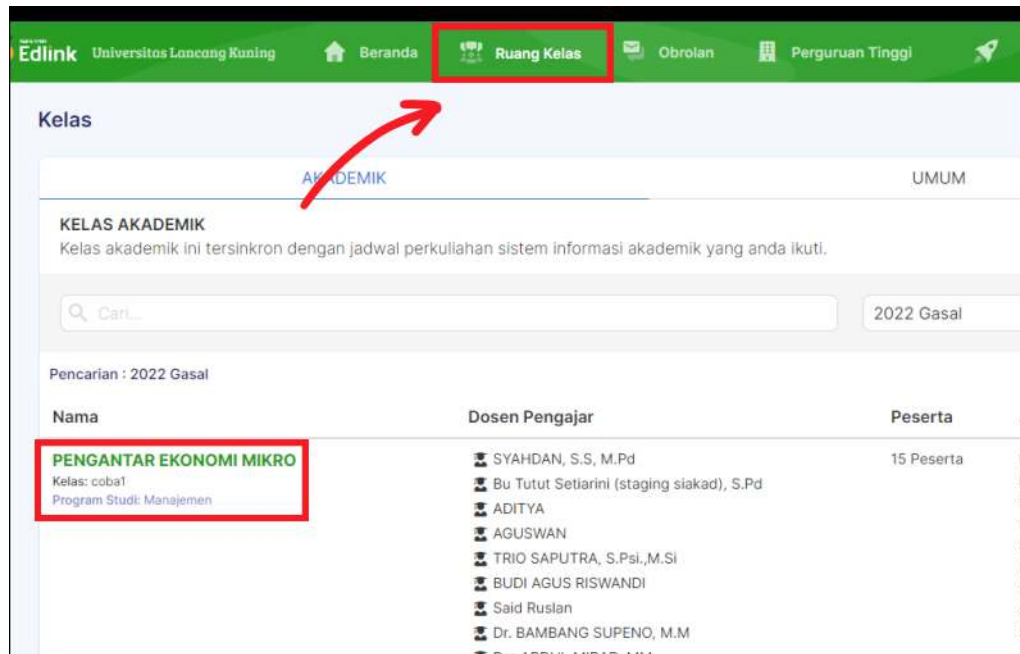 Edlink Universitas Lancang Kuning Beranda Ruang Kelas Obrolan Perguruan Tinggi
Kelas
AKADEMIK UMUM
KELAS AKADEMIK
Kelas akademik ini tersinkron dengan jadwal perkuliahan sistem informasi akademik yang anda ikuti.
Cari... 2022 Gasal
Pencarian : 2022 Gasal
Nama Dosen Pengajar Peserta
PENGANTAR EKONOMI MIKRO SYAHDAN, S.S, M.Pd 15 Peserta
Kelas: coba1 Bu Tutut Setiarini (staging siakad), S.Pd
Program Studi: Manajemen ADITYA
AGUSWAN
TRIO SAPUTRA, S.Psi.,M.Si
BUDI AGUS RISWANDI
Said Ruslan
Dr. BAMBANG SUPENO, M.M